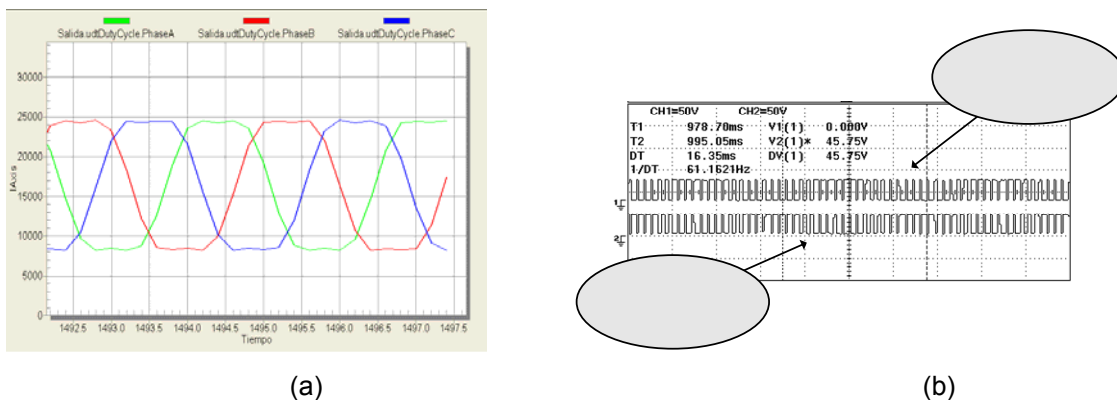 Salida.udtDutyCycle.PhaseA Salida.udtDutyCycle.PhaseB Salida.udtDutyCycle.PhaseC
30000
25000
20000
15000
10000
5000
0
IAxis
1492.5 1493.0 1493.5 1494.0 1494.5 1495.0 1495.5 1496.0 1496.5 1497.0 1497.5
Tiempo
(a)
CH1=50V CH2=50V
T1 978.70ms V1(1) 0.000V
T2 995.05ms V2(1)* 45.75V
DT 16.35ms DV(1) 45.75V
1/DT 61.1621Hz
1
2
(b)